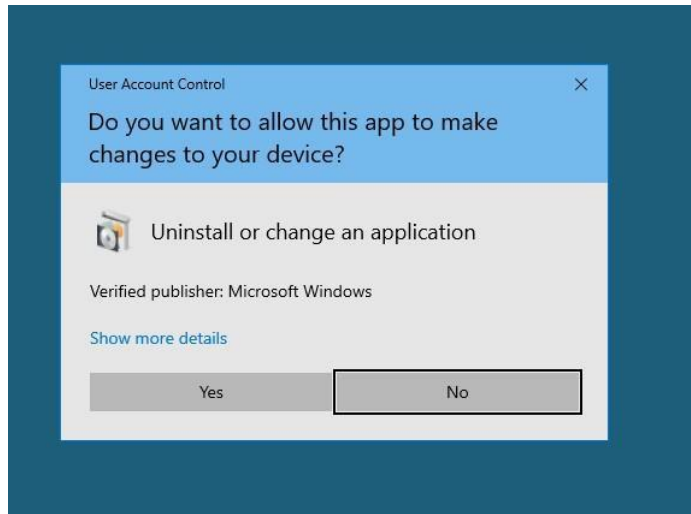 User Account Control
Do you want to allow this app to make
changes to your device?
Uninstall or change an application
Verified publisher: Microsoft Windows
Show more details
Yes
No